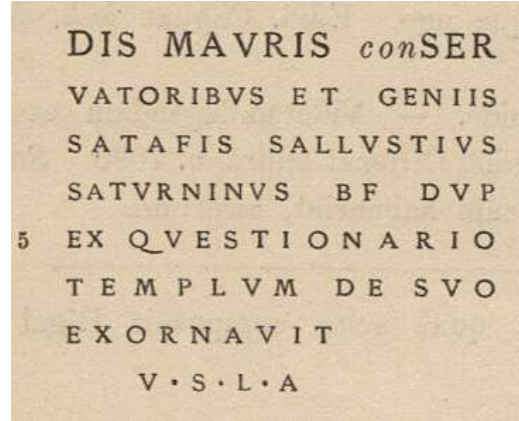 DIS MAVRIS conSER
VATORIBVS ET GENIIS
SATAFIS SALLVSTIVS
SATVRNINVS BF DVP
5 EX QVESTIONARIO
TEMPLVM DE SVO
EXORNAVIT
V · S · L · A